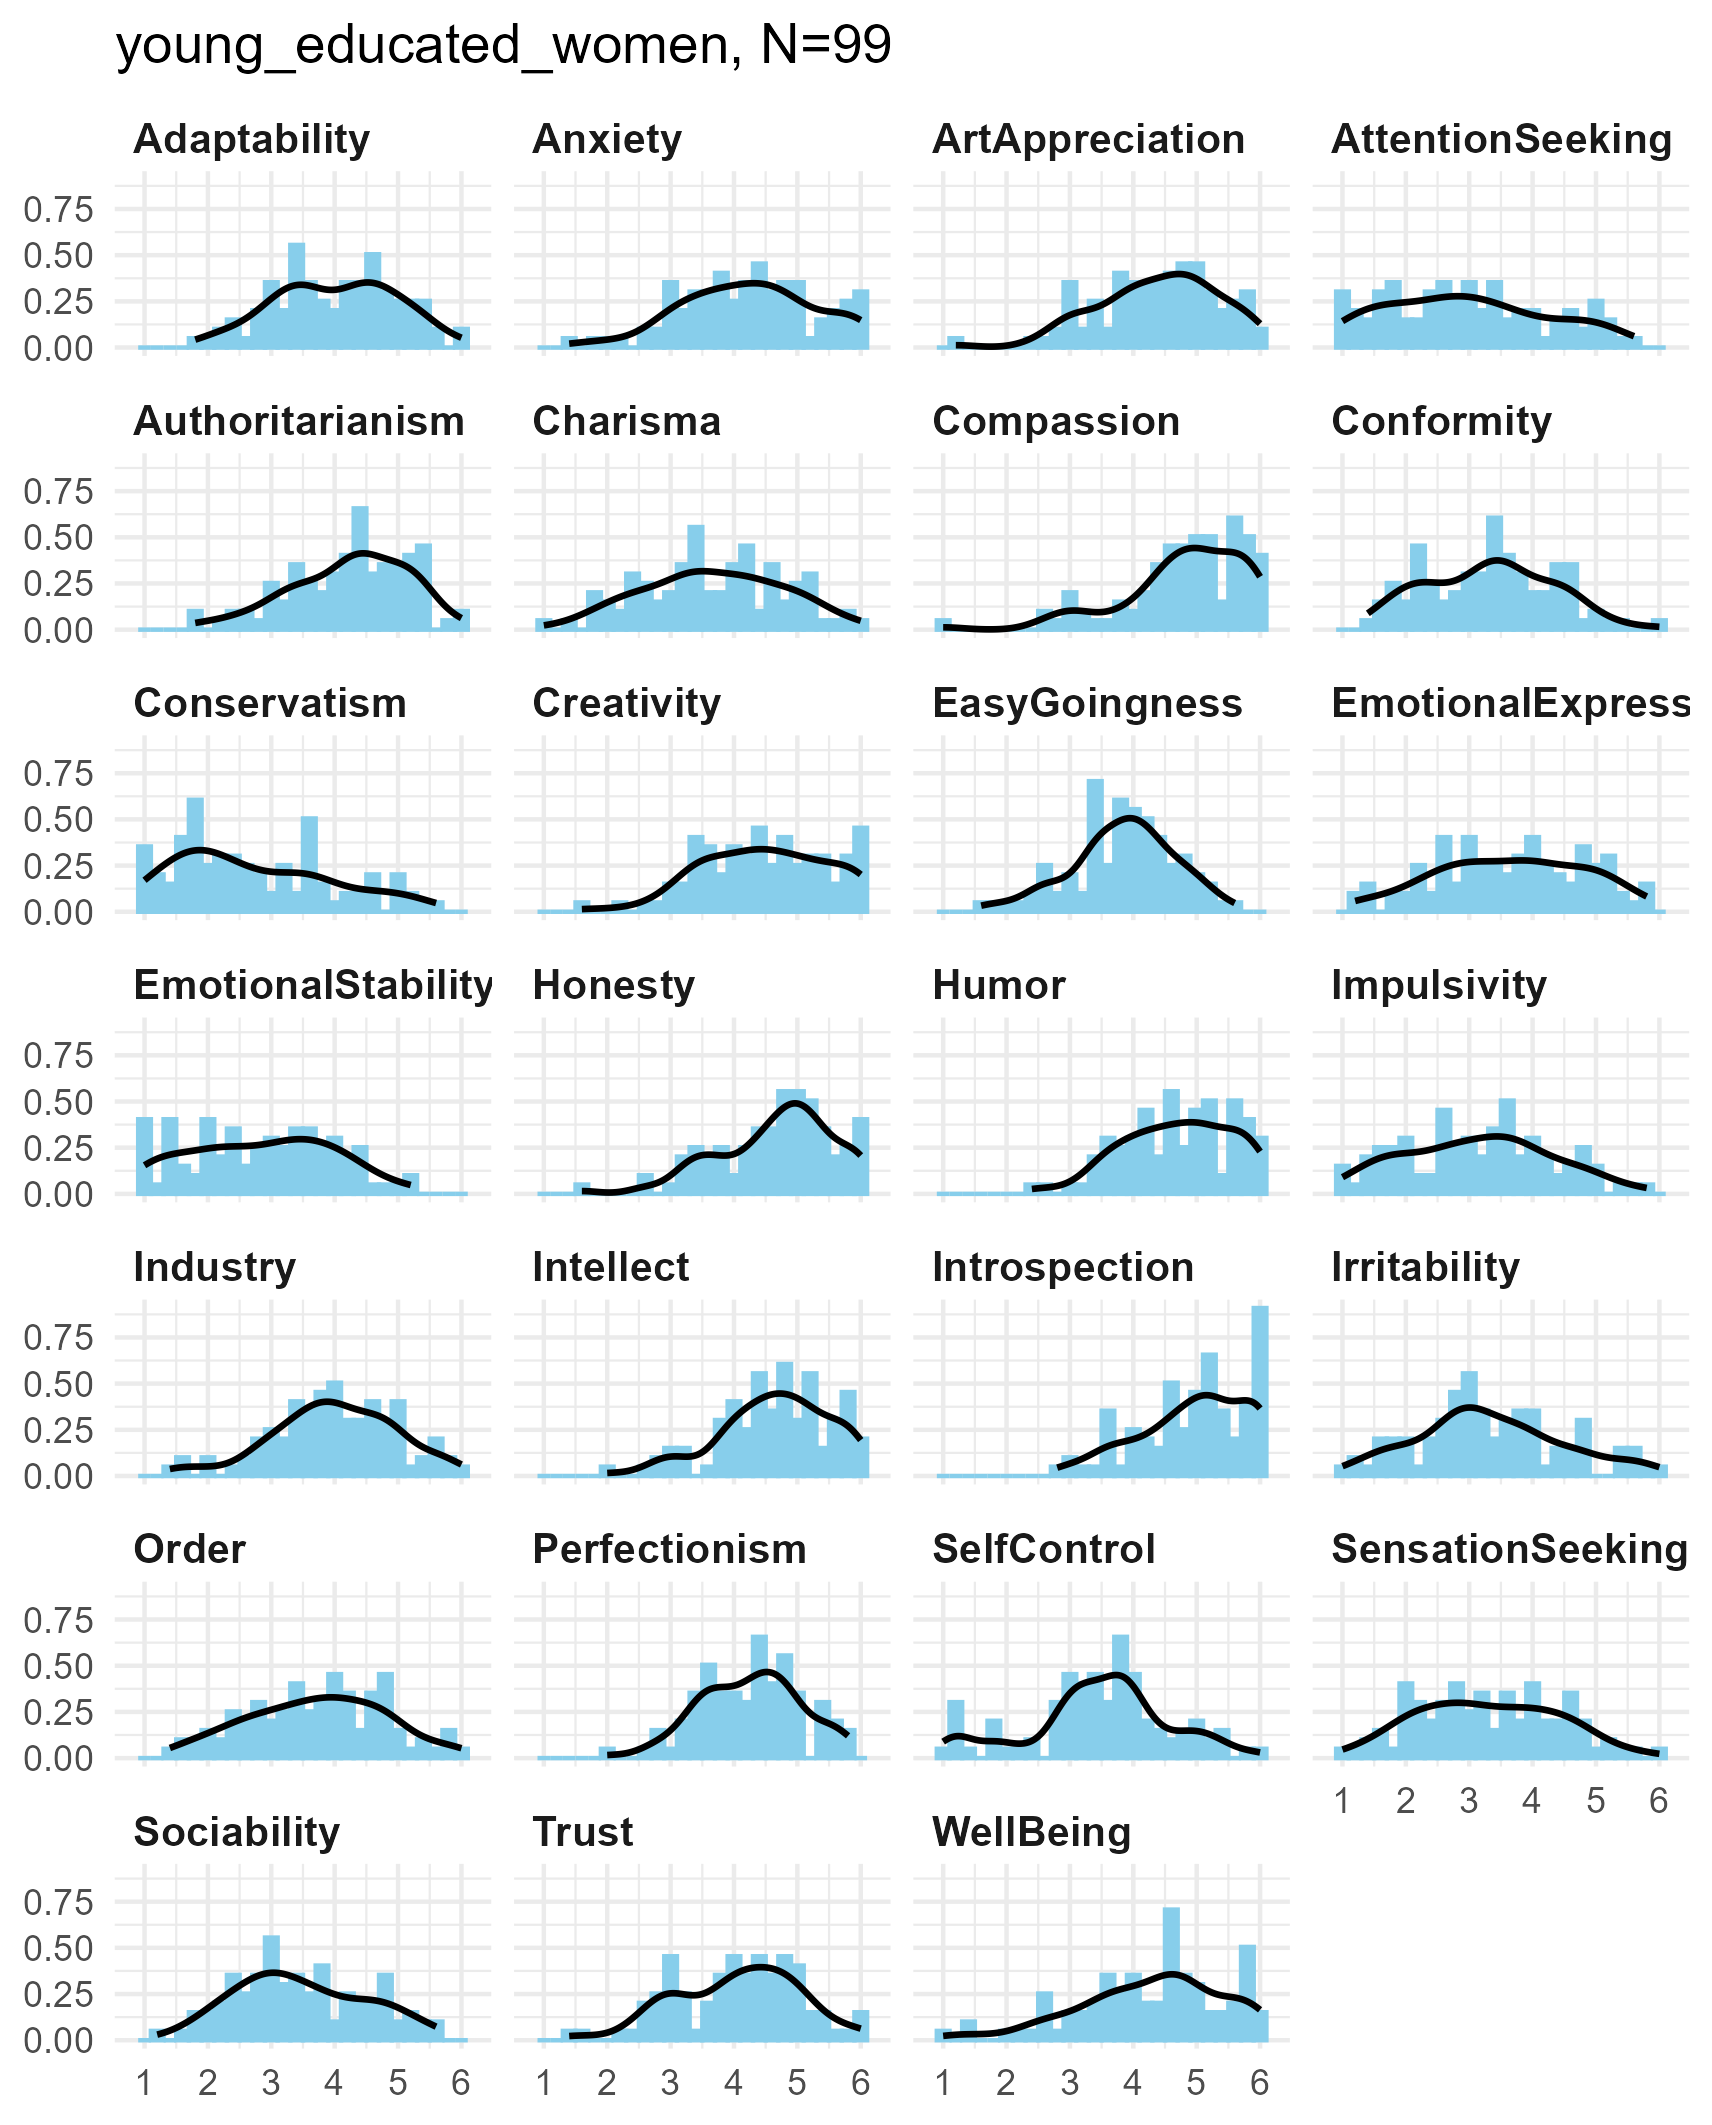 young_educated_women, N=99
Adaptability Anxiety ArtAppreciation AttentionSeeking
0.75
0.50
0.25
0.00
Authoritarianism Charisma Compassion Conformity
0.75
0.50
0.25
0.00
Conservatism Creativity EasyGoingness EmotionalExpress
0.75
0.50
0.25
0.00
EmotionalStability Honesty Humor Impulsivity
0.75
0.50
0.25
0.00
Industry Intellect Introspection Irritability
0.75
0.50
0.25
0.00
Order Perfectionism SelfControl SensationSeeking
0.75
0.50
0.25
0.00
1 2 3 4 5 6
Sociability Trust WellBeing
0.75
0.50
0.25
0.00
1 2 3 4 5 6 1 2 3 4 5 6 1 2 3 4 5 6